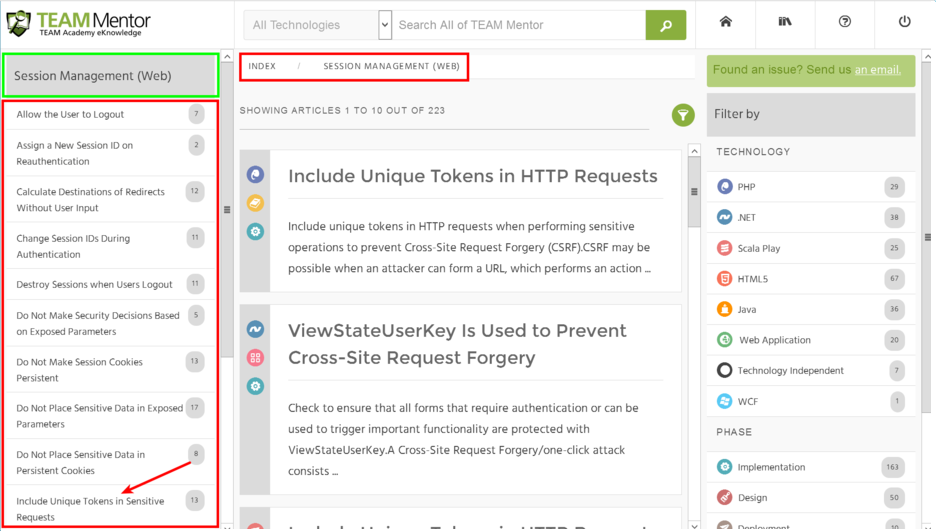 TEAM Mentor
TEAM Academy eKnowledge
All Technologies
Search All of TEAM Mentor
Session Management (Web)
Allow the User to Logout 7
Assign a New Session ID on
Reauthentication
2
Calculate Destinations of Redirects
Without User Input
12
Change Session IDs During
Authentication
11
Destroy Sessions when Users Logout 11
Do Not Make Security Decisions Based
on Exposed Parameters
5
Do Not Make Session Cookies
Persistent
13
Do Not Place Sensitive Data in Exposed
Parameters
17
Do Not Place Sensitive Data in
Persistent Cookies
8
Include Unique Tokens in Sensitive
Requests
13
INDEX / SESSION MANAGEMENT (WEB)
SHOWING ARTICLES 1 TO 10 OUT OF 223
Include Unique Tokens in HTTP Requests
Include unique tokens in HTTP requests when performing sensitive
operations to prevent Cross-Site Request Forgery (CSRF).CSRF may be
possible when an attacker can form a URL, which performs an action ...
ViewStateUserKey Is Used to Prevent
Cross-Site Request Forgery
Check to ensure that all forms that require authentication or can be
used to trigger important functionality are protected with
ViewStateUserKey.A Cross-Site Request Forgery/one-click attack
consists ...
Include Unique Tokens in HTTP Requests
Found an issue? Send us an email.
Filter by
TECHNOLOGY
PHP 29
.NET 38
Scala Play 25
HTML5 67
Java 36
Web Application 20
Technology Independent 7
WCF 1
PHASE
Implementation 163
Design 50
Deployment 10